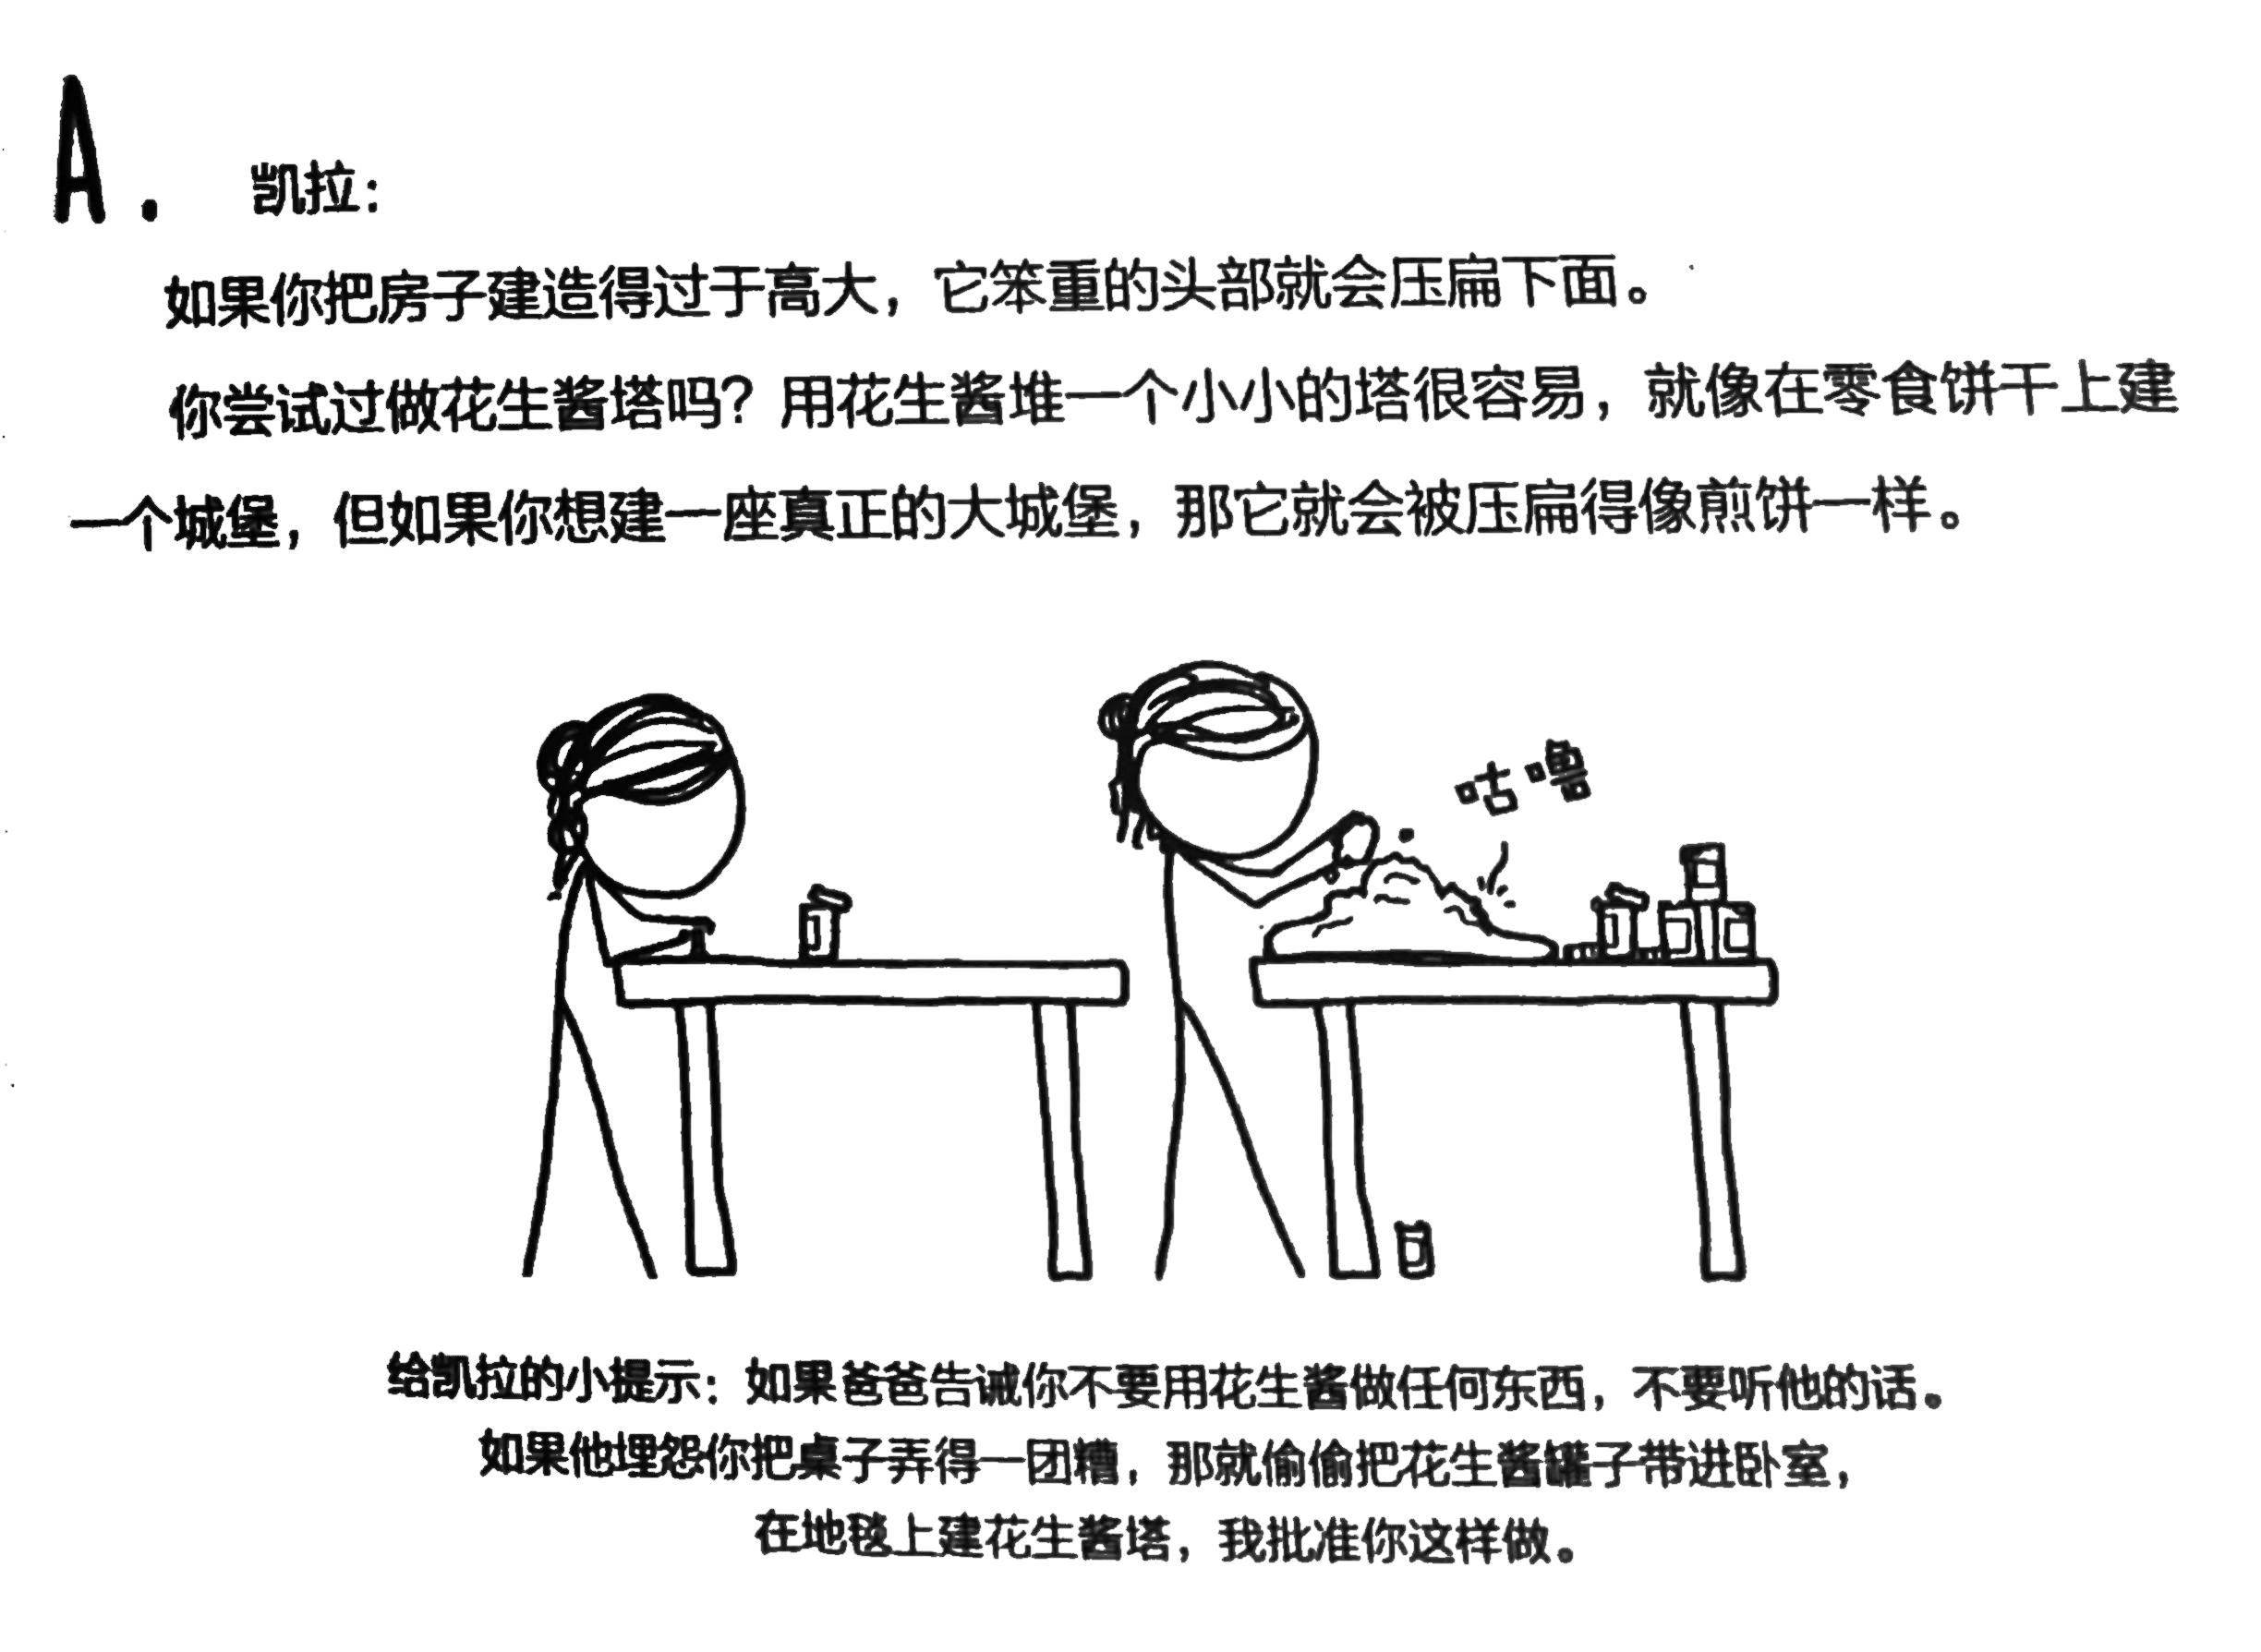 A. 凯拉：
如果你把房子建造得过于高大，它笨重的头部就会压扁下面。
你尝试过做花生酱塔吗？用花生酱堆一个小小的塔很容易，就像在零食饼干上建
一个城堡，但如果你想建一座真正的大城堡，那它就会被压扁得像煎饼一样。
咕噜
给凯拉的小提示：如果爸爸告诫你不要用花生酱做任何东西，不要听他的话。
如果他埋怨你把桌子弄得一团糟，那就偷偷把花生酱罐子带进卧室，
在地毯上建花生酱塔，我批准你这样做。